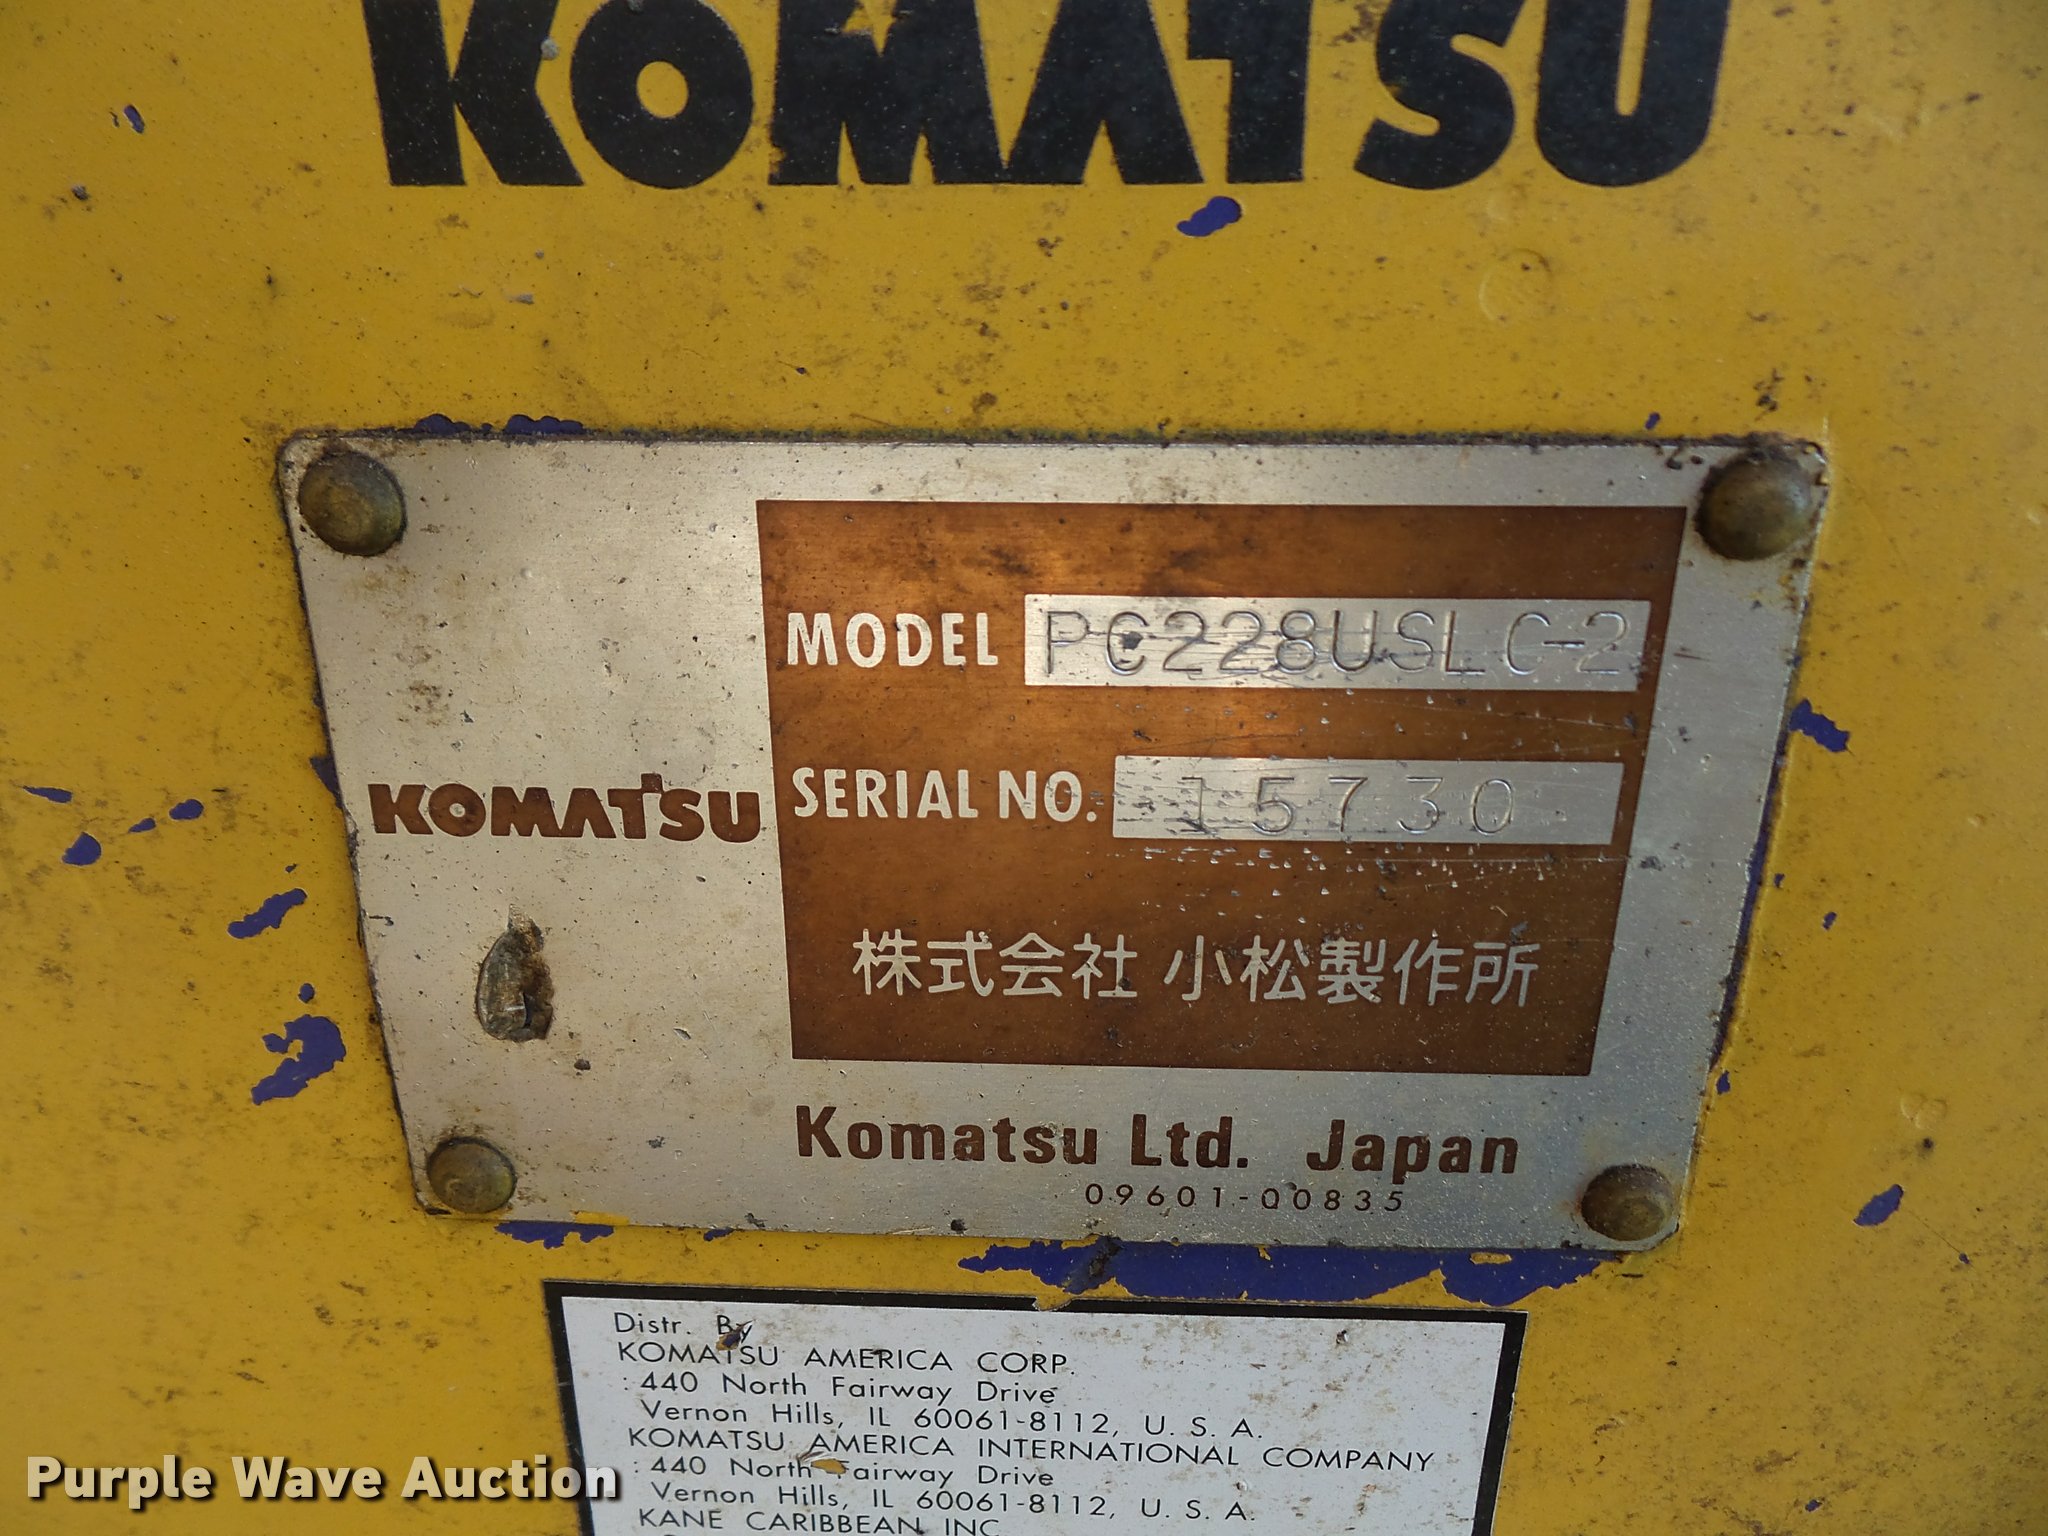 KOMATSU
MODEL PC228USLC-2
SERIAL NO. 15730
KOMATSU
株式会社 小松製作所
Komatsu Ltd. Japan
09601-00835
Distr. By
KOMATSU AMERICA CORP.
: 440 North Fairway Drive
Vernon Hills, IL 60061-8112, U. S. A.
KOMATSU AMERICA INTERNATIONAL COMPANY
: 440 North Fairway Drive
Vernon Hills, IL 60061-8112, U. S. A.
KANE CARIBBEAN, INC
Purple Wave Auction